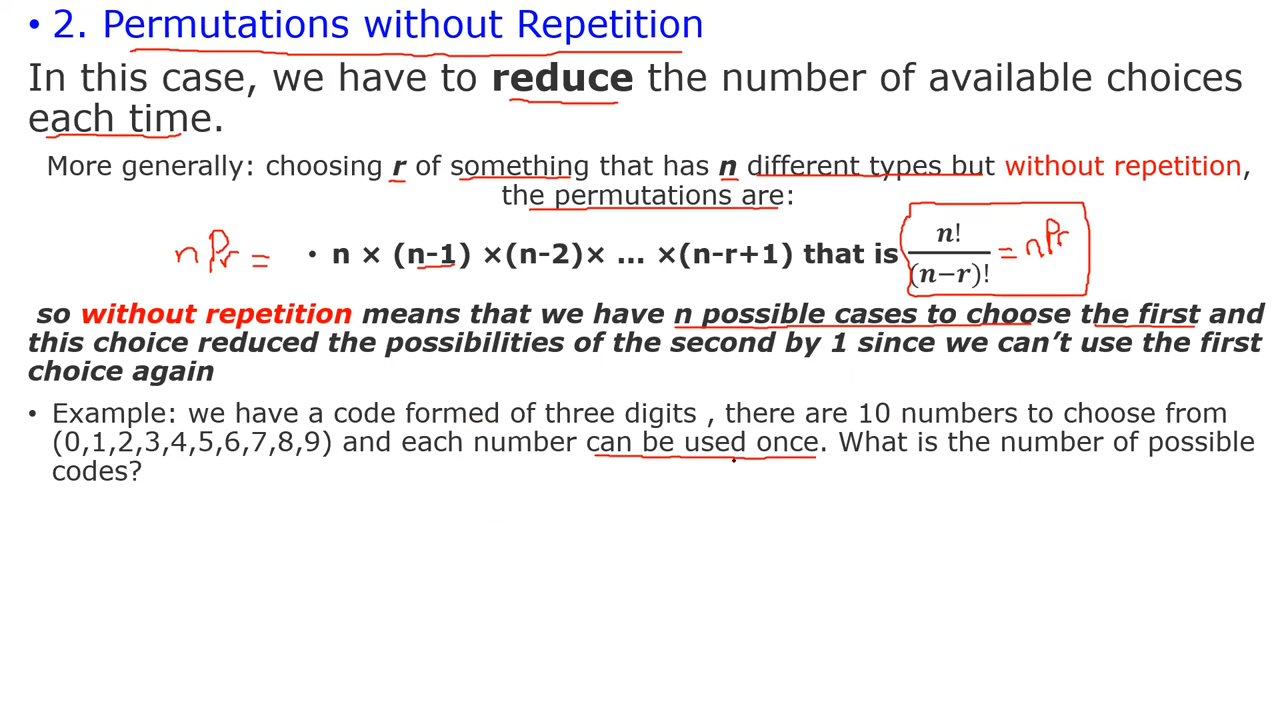 • 2. Permutations without Repetition
In this case, we have to reduce the number of available choices
each time.
More generally: choosing r of something that has n different types but without repetition,
the permutations are:
nPr = • n × (n-1) ×(n-2)× ... ×(n-r+1) that is n!/(n−r)! = nPr
so without repetition means that we have n possible cases to choose the first and
this choice reduced the possibilities of the second by 1 since we can't use the first
choice again
• Example: we have a code formed of three digits , there are 10 numbers to choose from
(0,1,2,3,4,5,6,7,8,9) and each number can be used once. What is the number of possible
codes?